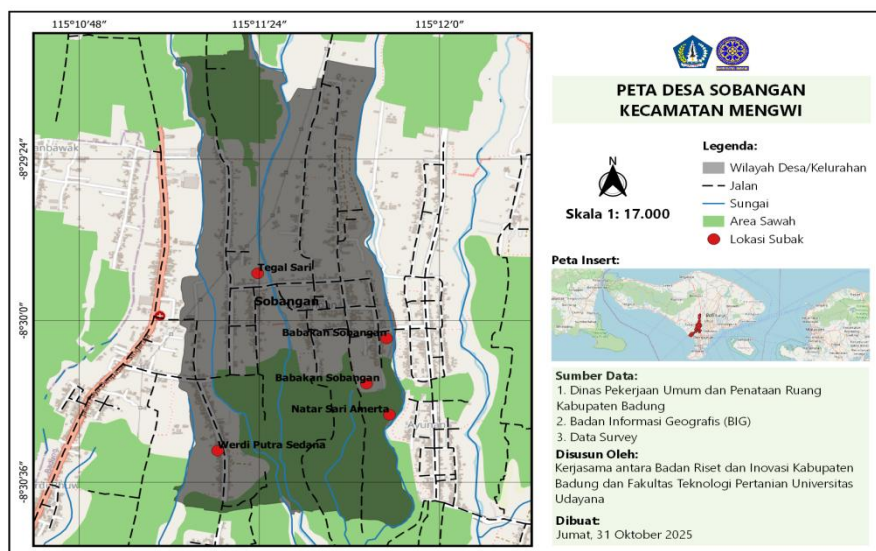 115°10'48"
115°11'24"
115°12'0"
-8°29'24"
-8°30'0"
-8°30'36"
Tegal Sari
Sobangan
Babakan Sobangan
Babakan Sobangan
Natar Sari Amerta
Werdi Putra Sedana
PETA DESA SOBANGAN
KECAMATAN MENGWI
N
Skala 1: 17.000
Legenda:
Wilayah Desa/Kelurahan
Jalan
Sungai
Area Sawah
Lokasi Subak
Peta Insert:
Sumber Data:
1. Dinas Pekerjaan Umum dan Penataan Ruang
Kabupaten Badung
2. Badan Informasi Geografis (BIG)
3. Data Survey
Disusun Oleh:
Kerjasama antara Badan Riset dan Inovasi Kabupaten
Badung dan Fakultas Teknologi Pertanian Universitas
Udayana
Dibuat:
Jumat, 31 Oktober 2025